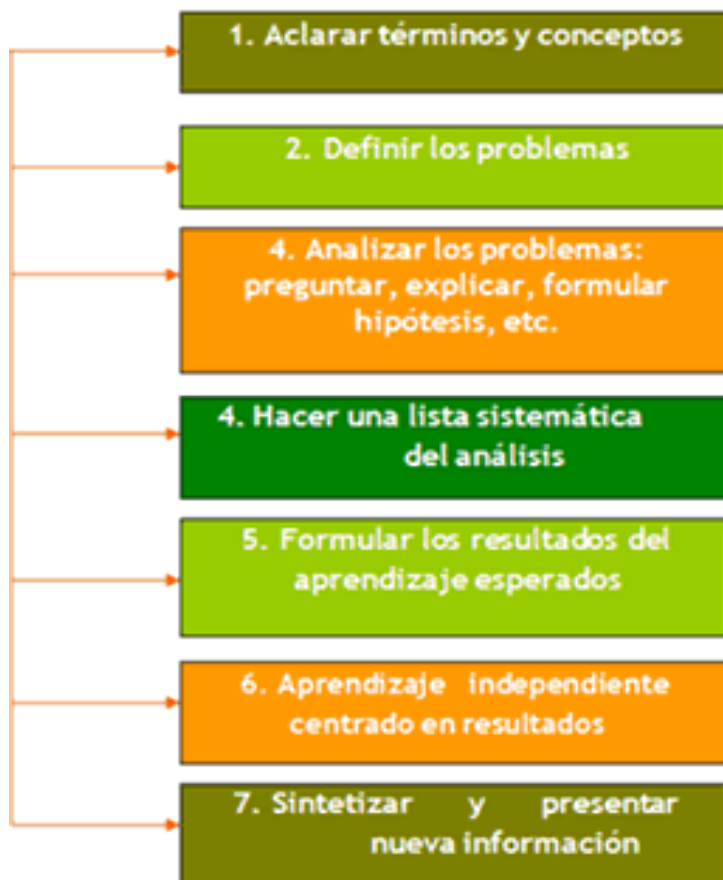 1. Aclarar términos y conceptos
2. Definir los problemas
4. Analizar los problemas:
preguntar, explicar, formular
hipótesis, etc.
4. Hacer una lista sistemática
del análisis
5. Formular los resultados del
aprendizaje esperados
6. Aprendizaje independiente
centrado en resultados
7. Sintetizar y presentar
nueva información